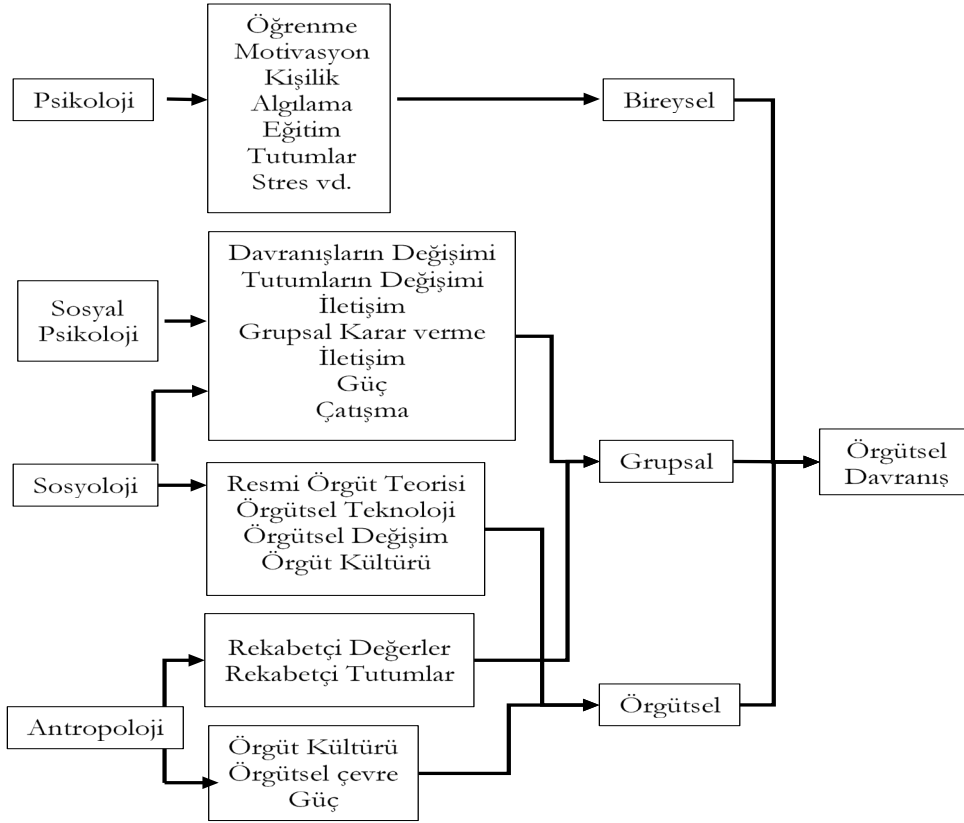 Psikoloji
Öğrenme
Motivasyon
Kişilik
Algılama
Eğitim
Tutumlar
Stres vd.
Bireysel
Sosyal
Psikoloji
Davranışların Değişimi
Tutumların Değişimi
İletişim
Grupsal Karar verme
İletişim
Güç
Çatışma
Grupsal
Örgütsel
Davranış
Sosyoloji
Resmi Örgüt Teorisi
Örgütsel Teknoloji
Örgütsel Değişim
Örgüt Kültürü
Rekabetçi Değerler
Rekabetçi Tutumlar
Örgütsel
Antropoloji
Örgüt Kültürü
Örgütsel çevre
Güç